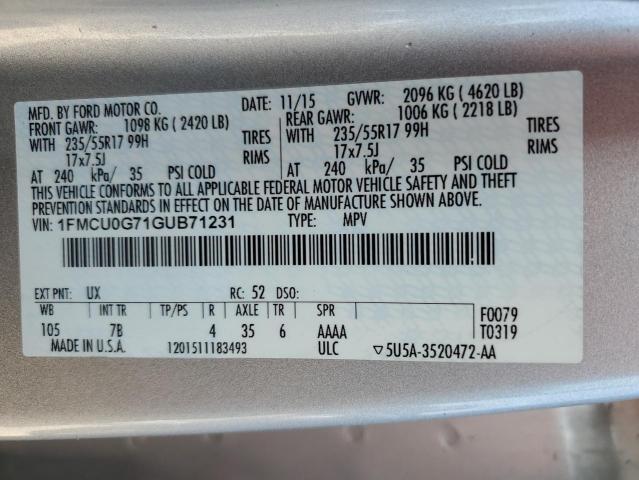 MFD. BY FORD MOTOR CO. DATE: 11/15 GVWR: 2096 KG ( 4620 LB)
FRONT GAWR: 1098 KG ( 2420 LB) REAR GAWR: 1006 KG ( 2218 LB)
WITH 235/55R17 99H TIRES WITH 235/55R17 99H TIRES
17x7.5J RIMS 17x7.5J RIMS
AT 240 kPa/ 35 PSI COLD AT 240 kPa/ 35 PSI COLD
THIS VEHICLE CONFORMS TO ALL APPLICABLE FEDERAL MOTOR VEHICLE SAFETY AND THEFT
PREVENTION STANDARDS IN EFFECT ON THE DATE OF MANUFACTURE SHOWN ABOVE.
VIN: 1FMCU0G71GUB71231 TYPE: MPV
EXT PNT: UX RC: 52 DSO:
WB INT TR TP/PS R AXLE TR SPR F0079
105 7B 4 35 6 AAAA T0319
MADE IN U.S.A. 1201511183493 ULC ▽5U5A-3520472-AA